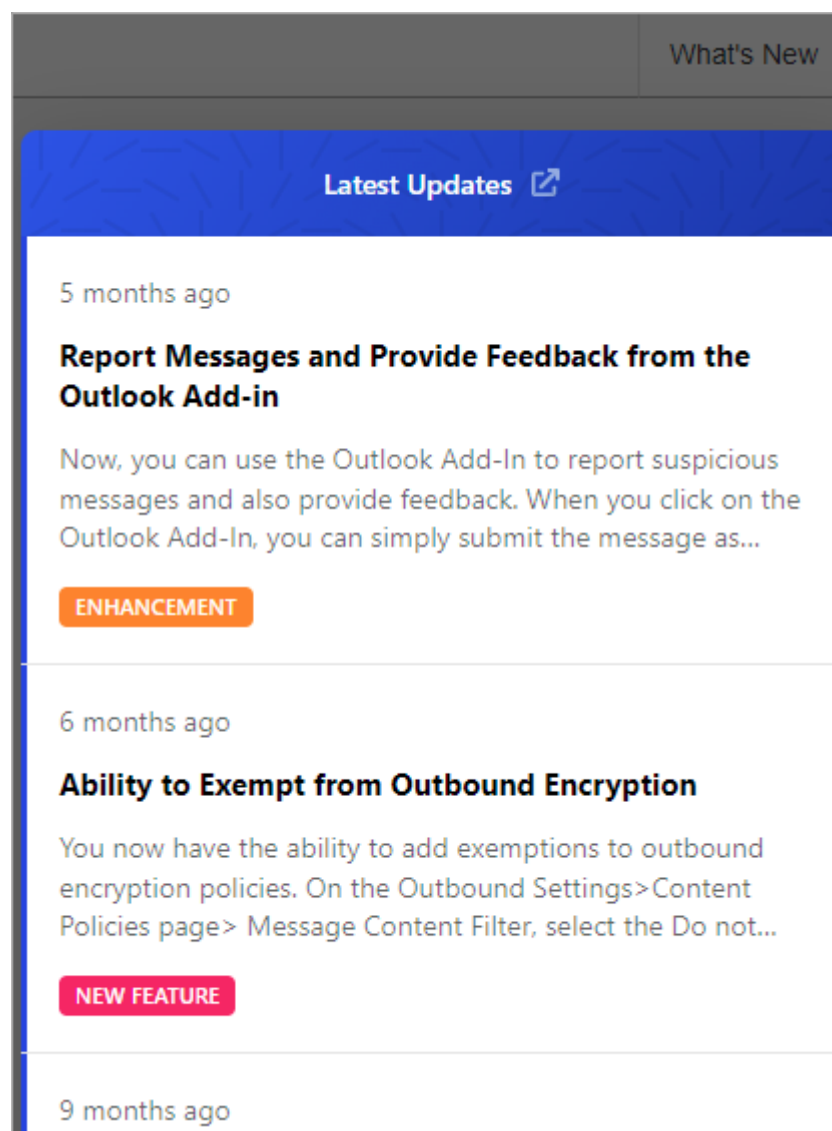 What's New
Latest Updates
5 months ago
Report Messages and Provide Feedback from the
Outlook Add-in
Now, you can use the Outlook Add-In to report suspicious
messages and also provide feedback. When you click on the
Outlook Add-In, you can simply submit the message as...
ENHANCEMENT
6 months ago
Ability to Exempt from Outbound Encryption
You now have the ability to add exemptions to outbound
encryption policies. On the Outbound Settings>Content
Policies page> Message Content Filter, select the Do not...
NEW FEATURE
9 months ago